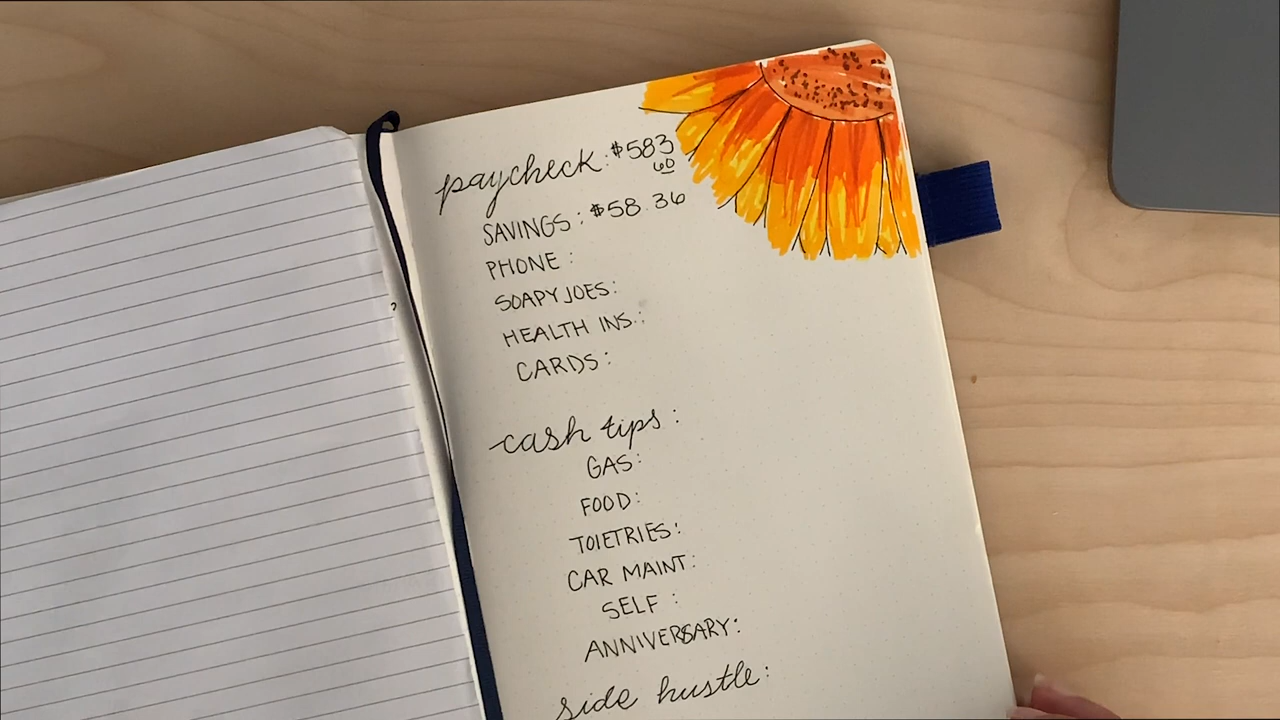 paycheck: $583 60
SAVINGS: $58.36
PHONE:
SOAPY JOES:
HEALTH INS.:
CARDS:
cash tips:
GAS:
FOOD:
TOIETRIES:
CAR MAINT:
SELF:
ANNIVERSARY:
side hustle: